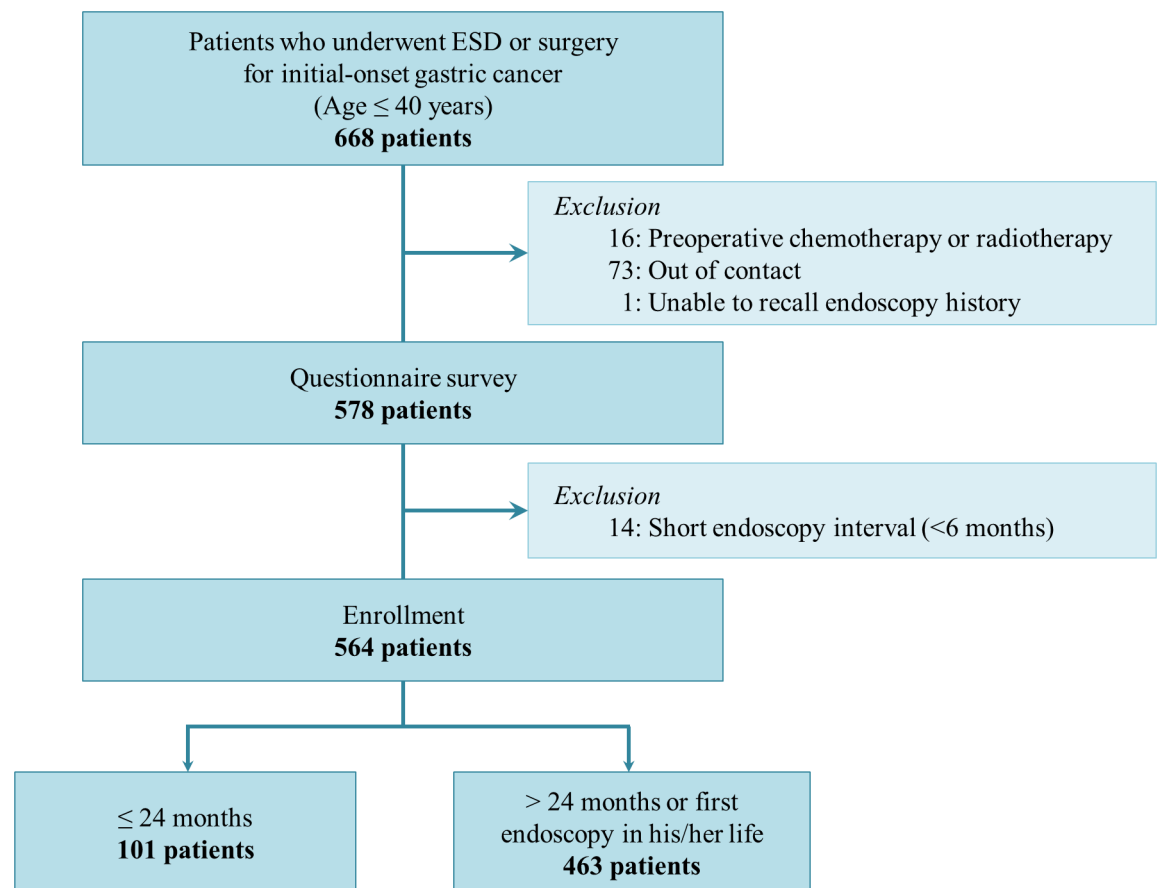 Patients who underwent ESD or surgery
for initial-onset gastric cancer
(Age ≤ 40 years)
668 patients
Exclusion
16: Preoperative chemotherapy or radiotherapy
73: Out of contact
1: Unable to recall endoscopy history
Questionnaire survey
578 patients
Exclusion
14: Short endoscopy interval (<6 months)
Enrollment
564 patients
≤ 24 months
101 patients
> 24 months or first
endoscopy in his/her life
463 patients